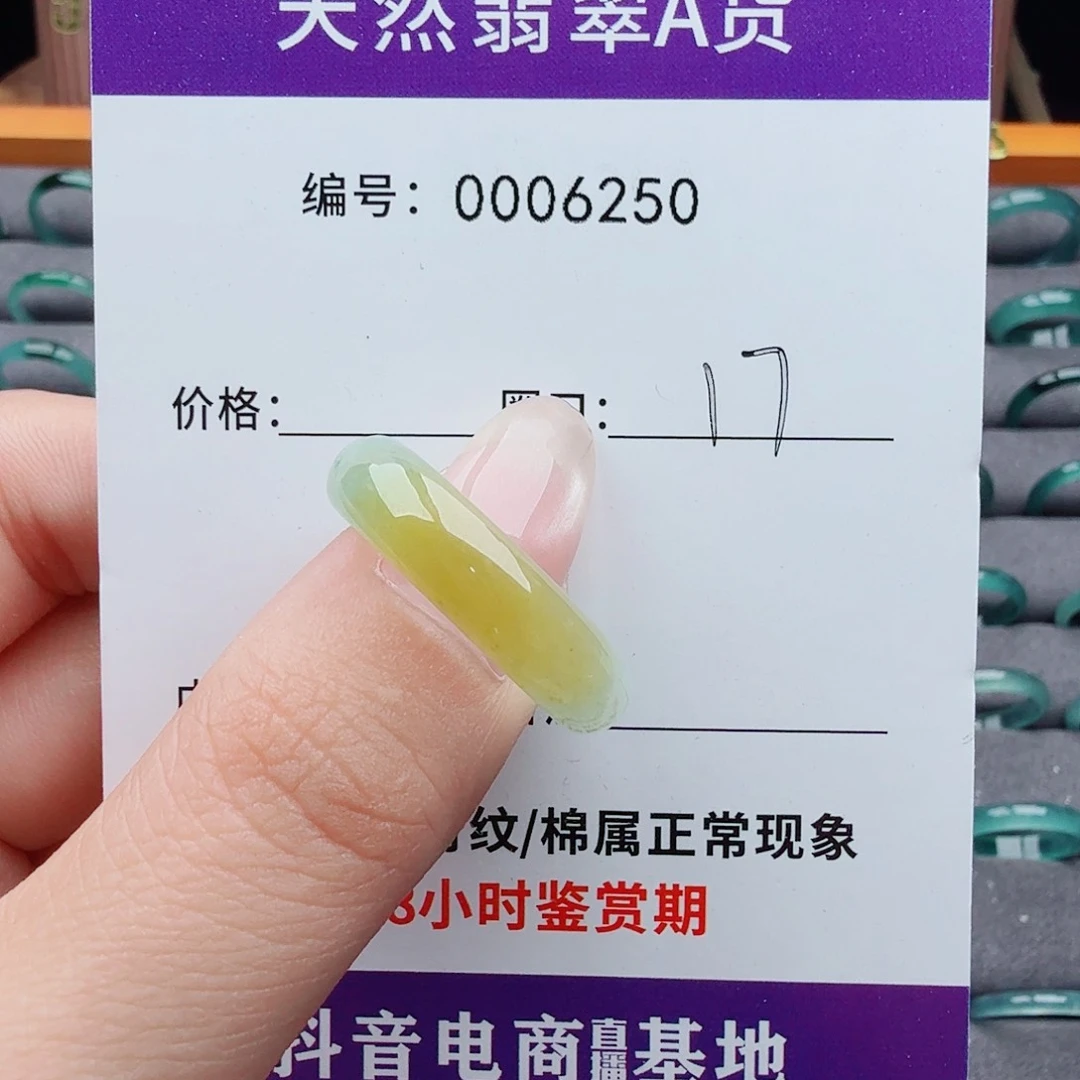 天然翡翠A货
编号：0006250
价格： 圈口： 17
纹/棉属正常现象
8小时鉴赏期
抖音电商直播基地